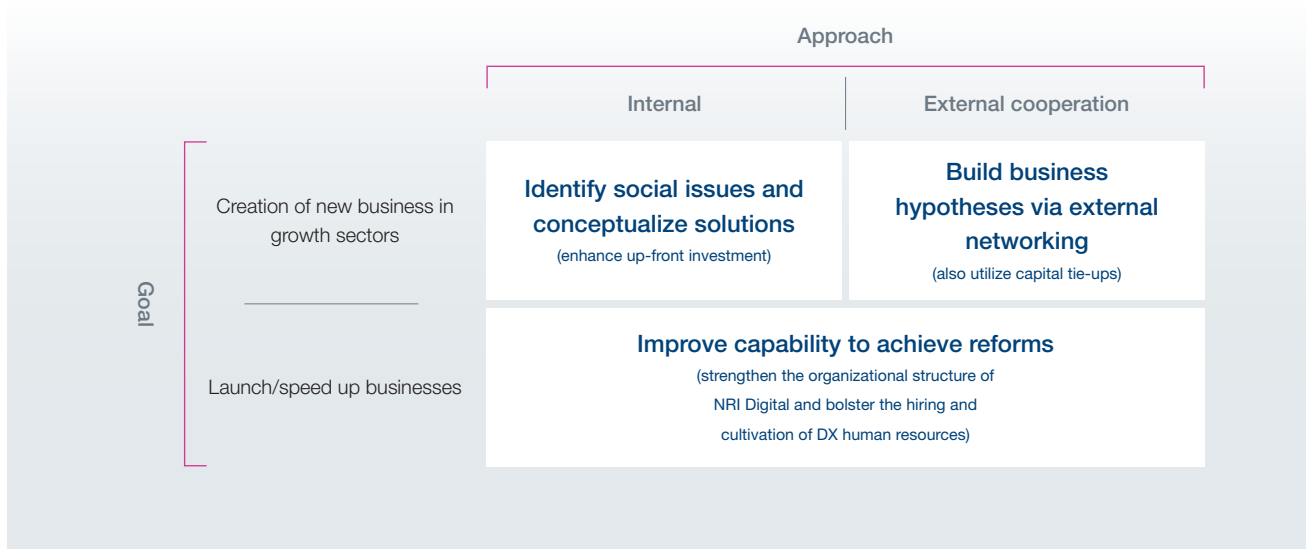 Approach
Internal
External cooperation
Goal
Creation of new business in
growth sectors
Identify social issues and
conceptualize solutions
(enhance up-front investment)
Build business
hypotheses via external
networking
(also utilize capital tie-ups)
Launch/speed up businesses
Improve capability to achieve reforms
(strengthen the organizational structure of
NRI Digital and bolster the hiring and
cultivation of DX human resources)